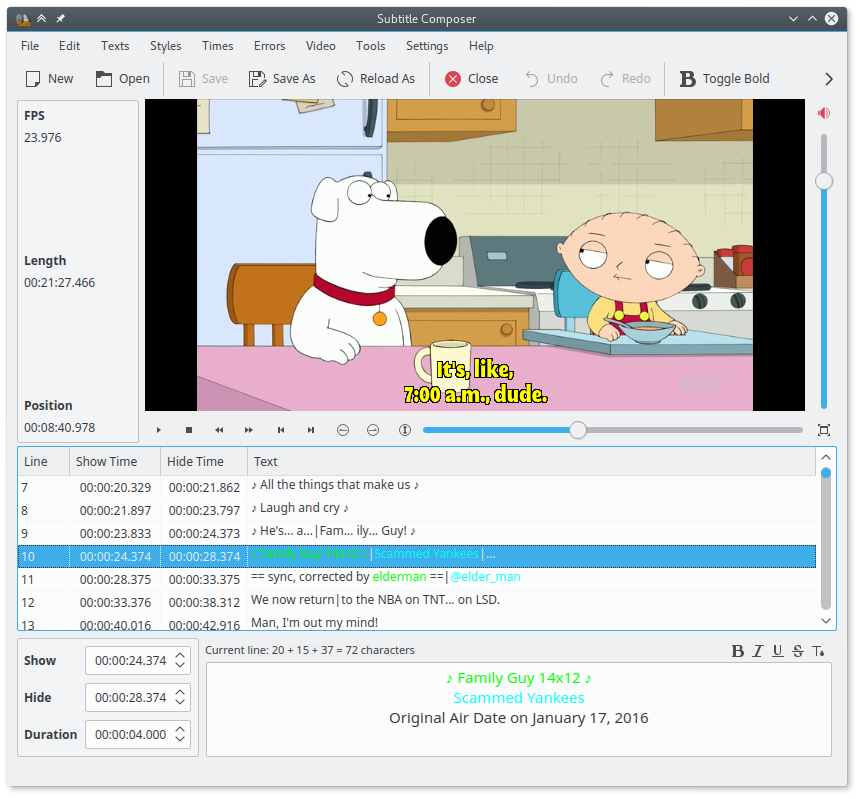 Subtitle Composer
File Edit Texts Styles Times Errors Video Tools Settings Help
New Open Save Save As Reload As Close Undo Redo B Toggle Bold
FPS
23.976
Length
00:21:27.466
Position
00:08:40.978
City
It's, like,
7:00 a.m., dude.
Line Show Time Hide Time Text
7 00:00:20.329 00:00:21.862 ♪ All the things that make us ♪
8 00:00:21.897 00:00:23.797 ♪ Laugh and cry ♪
9 00:00:23.833 00:00:24.373 ♪ He's... a...|Fam... ily... Guy! ♪
10 00:00:24.374 00:00:28.374 ♪ Family Guy 14x12 ♪|Scammed Yankees|...
11 00:00:28.375 00:00:33.375 == sync, corrected by elderman ==|@elder_man
12 00:00:33.376 00:00:38.312 We now return|to the NBA on TNT... on LSD.
13 00:00:40.016 00:00:42.916 Man, I'm out my mind!
Show 00:00:24.374
Hide 00:00:28.374
Duration 00:00:04.000
Current line: 20 + 15 + 37 = 72 characters B I U S T
♪ Family Guy 14x12 ♪
Scammed Yankees
Original Air Date on January 17, 2016